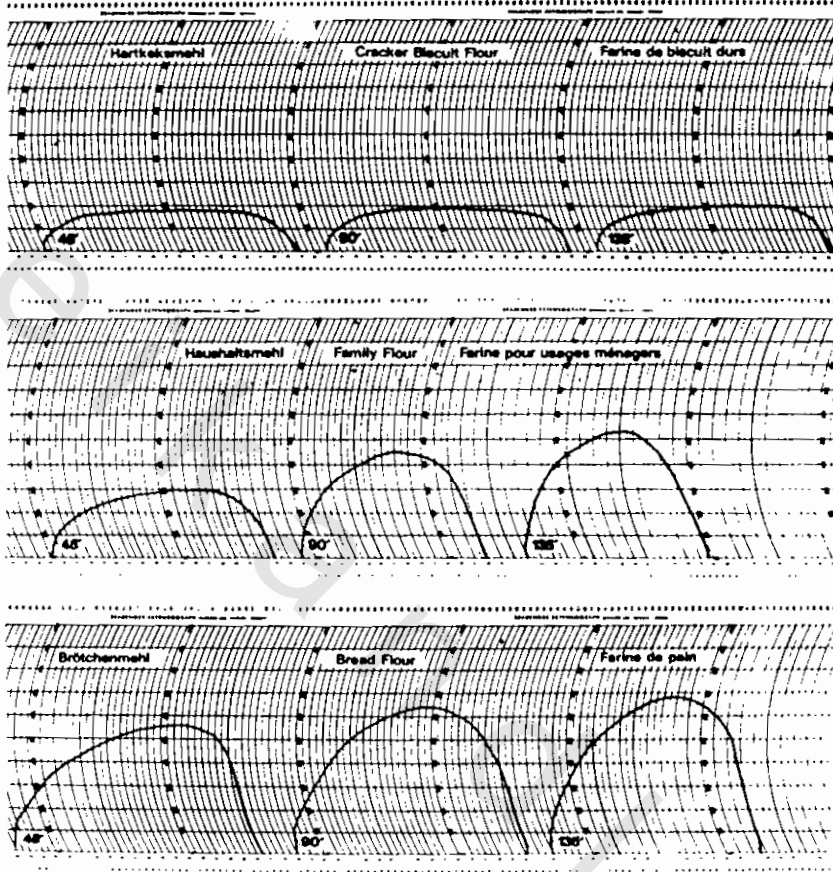 Hartkeksmehl Cracker Biscuit Flour Farine de biscuit durs
45' 90' 135'
Haushaltsmehl Family Flour Farine pour usages ménagers
45' 90' 135'
Brötchenmehl Bread Flour Farine de pain
45' 90' 135'